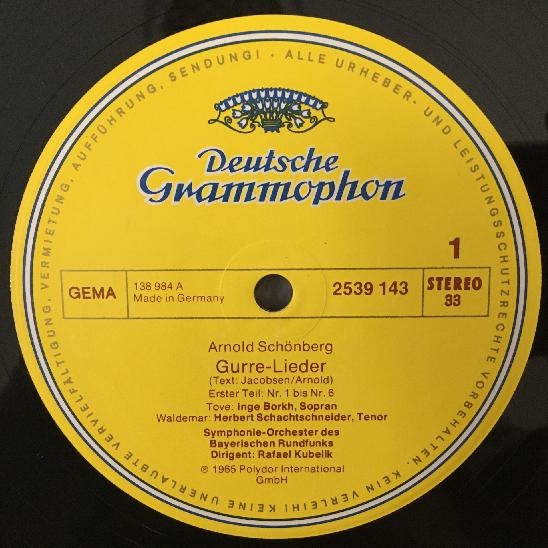 ALLE URHEBER- UND LEISTUNGSSCHUTZRECHTE VORBEHALTEN · KEIN VERLEIH! KEINE UNERLAUBTE VERVIELFÄLTIGUNG, VERMIETUNG, AUFFÜHRUNG, SENDUNG! ·
Deutsche
Grammophon
1
GEMA
138 984 A
Made in Germany
2539 143
STEREO
33
Arnold Schönberg
Gurre-Lieder
(Text: Jacobsen/Arnold)
Erster Teil: Nr. 1 bis Nr. 6
Tove: Inge Borkh, Sopran
Waldemar: Herbert Schachtschneider, Tenor
Symphonie-Orchester des
Bayerischen Rundfunks
Dirigent: Rafael Kubelik
℗ 1965 Polydor International
GmbH